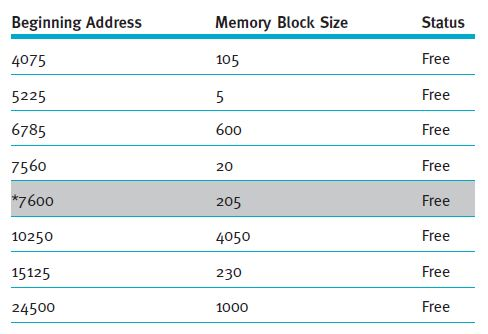 Beginning Address Memory Block Size Status
4075 105 Free
5225 5 Free
6785 600 Free
7560 20 Free
*7600 205 Free
10250 4050 Free
15125 230 Free
24500 1000 Free